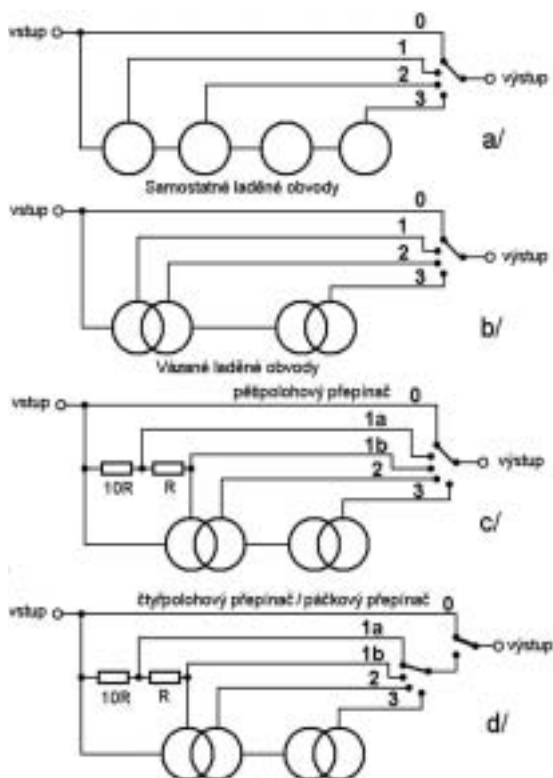 0
vstup
1
2
výstup
3
a/
Samostatné laděné obvody
0
vstup
1
2
výstup
3
b/
Vázané laděné obvody
pětipolohový přepínač
0
vstup
1a
1b
2
výstup
3
10R R
c/
čtyřpolohový přepínač / páčkový přepínač
0
vstup
1a
výstup
1b
2
10R R
3
d/